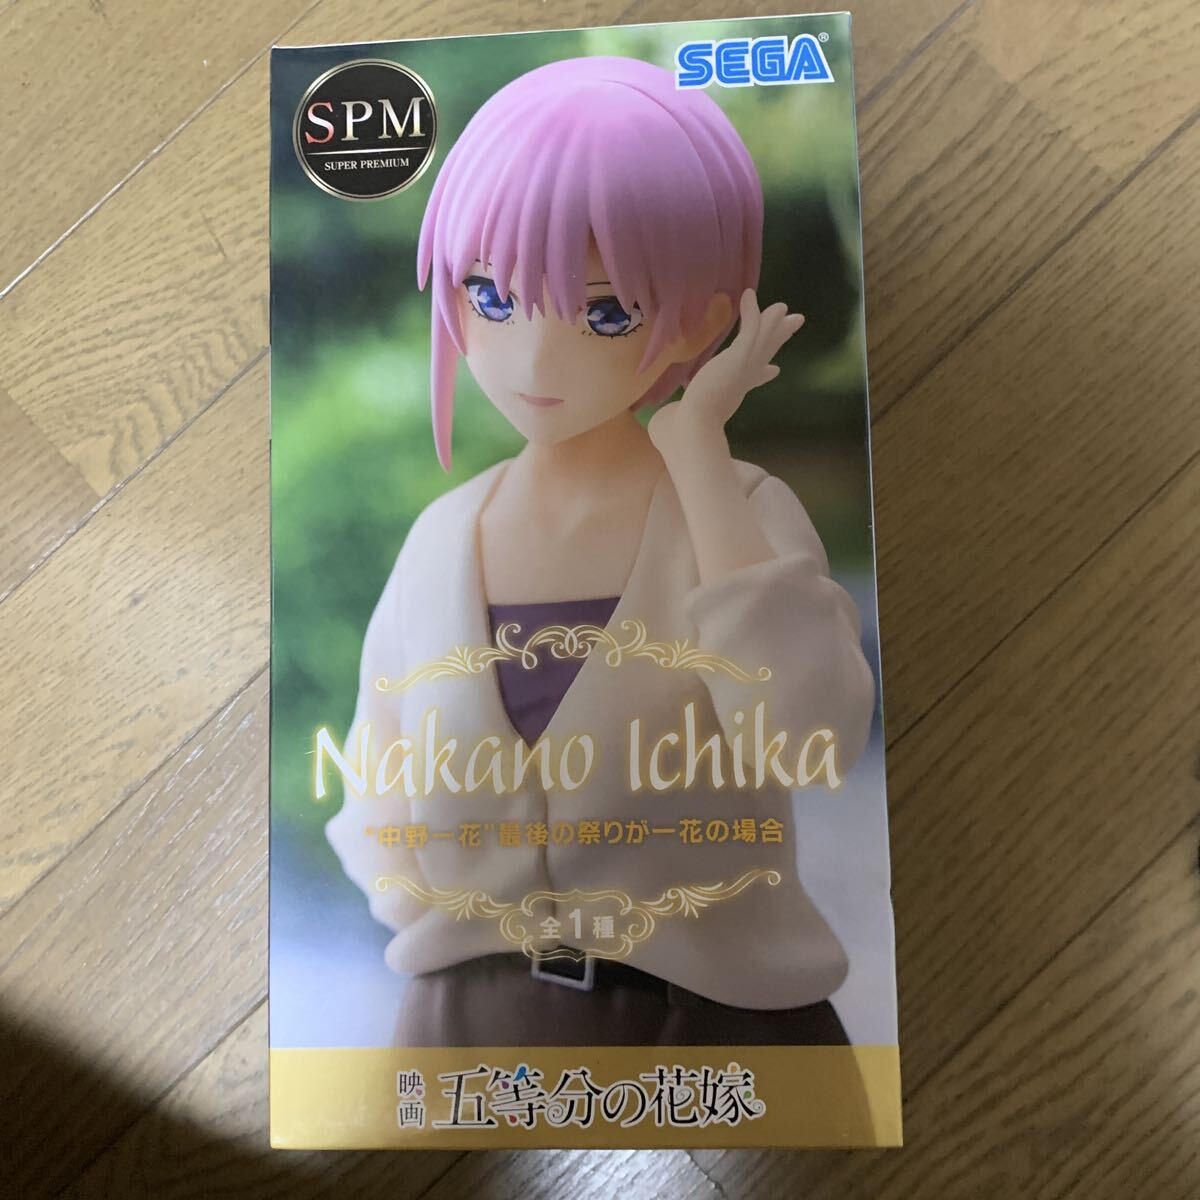 SEGA®
SPM
SUPER PREMIUM
Nakano Ichika
"中野一花"最後の祭りが一花の場合
全1種
映画 五等分の花嫁